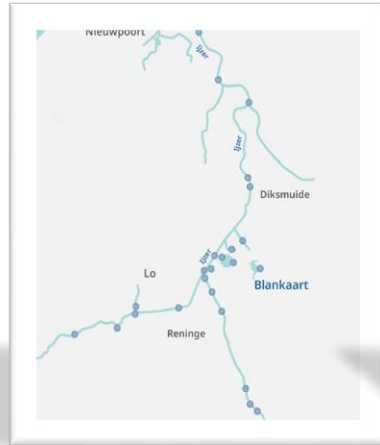 Nieuwpoort
Ijzer
Ijzer
Diksmuide
Ijzer
Lo
Blankaart
Reninge